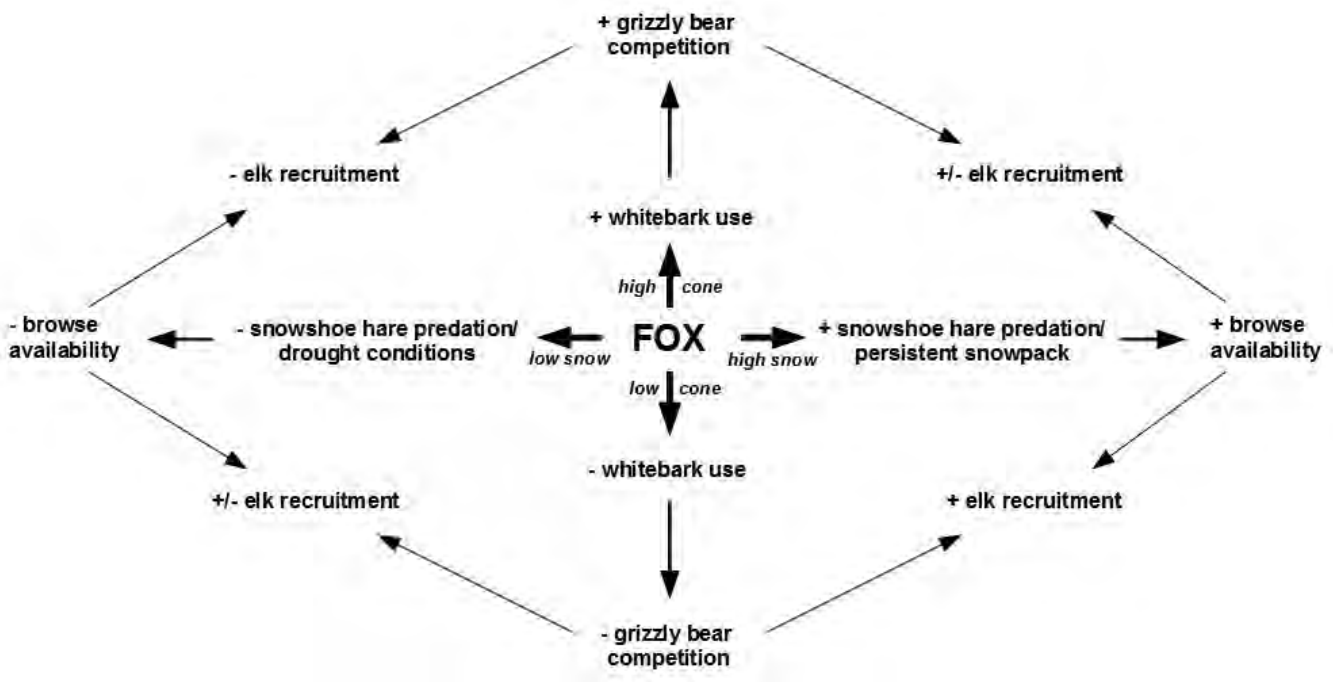 + grizzly bear
competition
- elk recruitment
+/- elk recruitment
+ whitebark use
high cone
- browse
availability
- snowshoe hare predation/
drought conditions
low snow
FOX
high snow
+ snowshoe hare predation/
persistent snowpack
+ browse
availability
low cone
- whitebark use
+/- elk recruitment
+ elk recruitment
- grizzly bear
competition